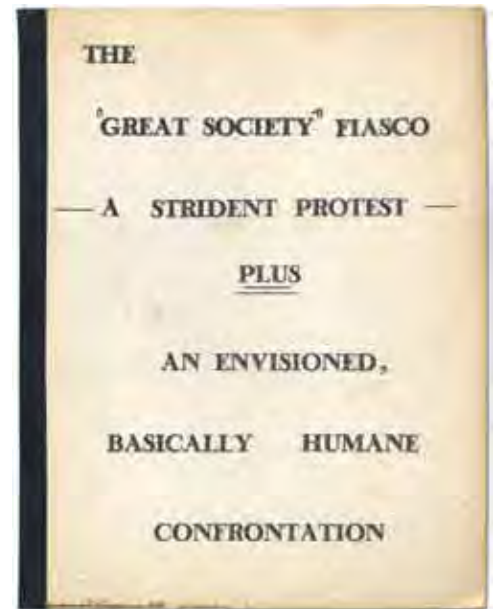 THE
"GREAT SOCIETY" FIASCO
— A STRIDENT PROTEST —
PLUS
AN ENVISIONED,
BASICALLY HUMANE
CONFRONTATION